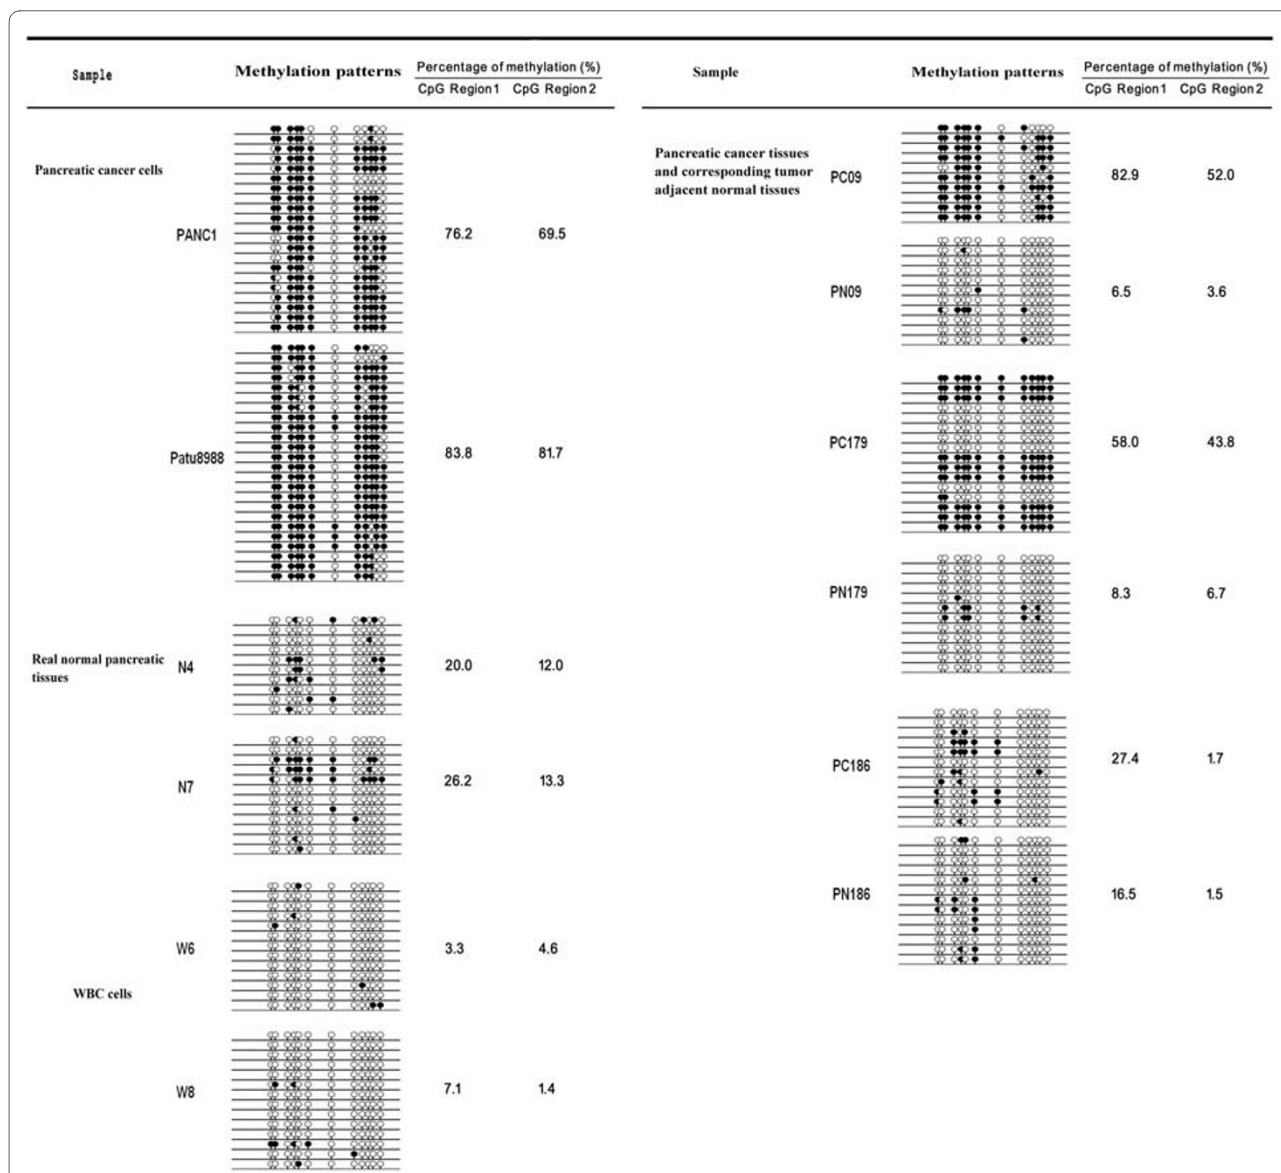 Sample
Methylation patterns
Percentage of methylation (%)
CpG Region1
CpG Region 2
Pancreatic cancer cells
PANC1
76.2
69.5
Patu8988
83.8
81.7
Real normal pancreatic
tissues
N4
20.0
12.0
N7
26.2
13.3
W6
3.3
4.6
WBC cells
W8
7.1
1.4
Sample
Methylation patterns
Percentage of methylation (%)
CpG Region1
CpG Region 2
Pancreatic cancer tissues
and corresponding tumor
adjacent normal tissues
PC09
82.9
52.0
PN09
6.5
3.6
PC179
58.0
43.8
PN179
8.3
6.7
PC186
27.4
1.7
PN186
16.5
1.5